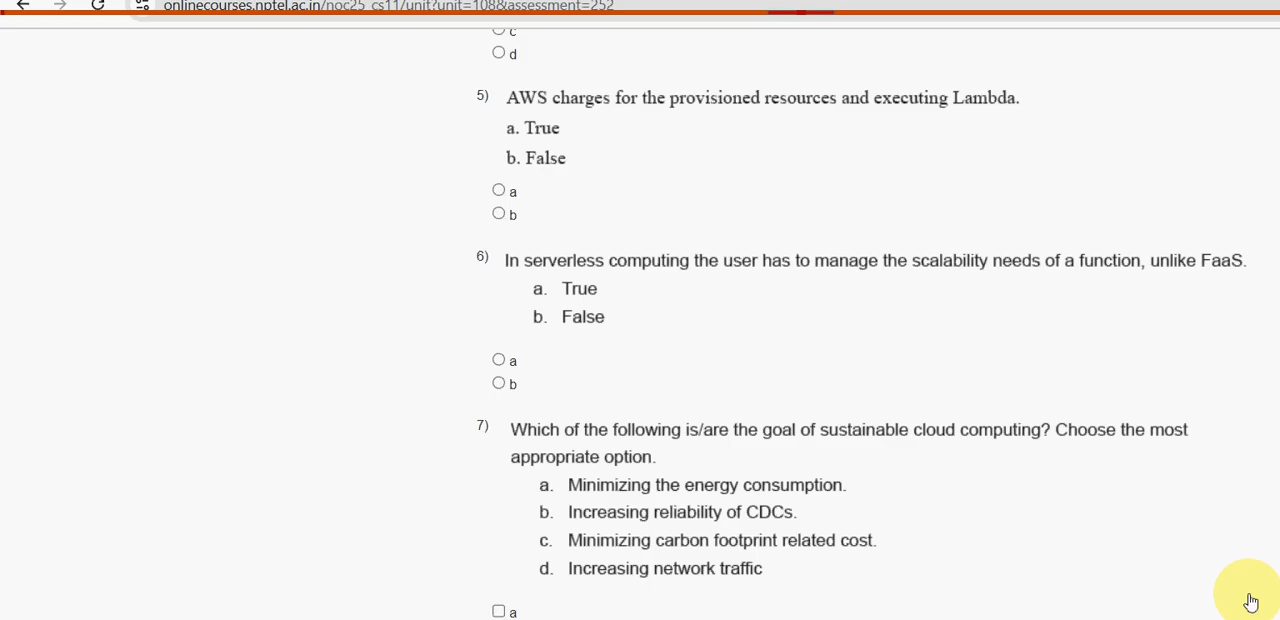 onlinecourses.nptel.ac.in/noc25_cs11/unit?unit=108&assessment=252
c
d
5) AWS charges for the provisioned resources and executing Lambda.
a. True
b. False
a
b
6) In serverless computing the user has to manage the scalability needs of a function, unlike FaaS.
a. True
b. False
a
b
7) Which of the following is/are the goal of sustainable cloud computing? Choose the most
appropriate option.
a. Minimizing the energy consumption.
b. Increasing reliability of CDCs.
c. Minimizing carbon footprint related cost.
d. Increasing network traffic
a